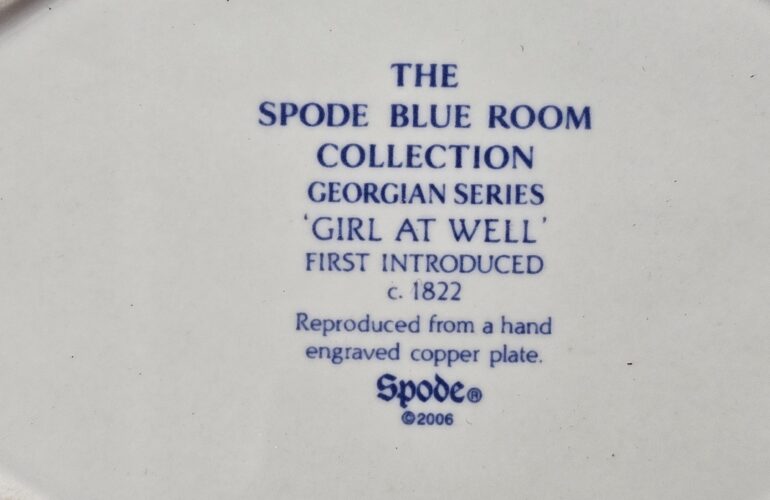 THE
SPODE BLUE ROOM
COLLECTION
GEORGIAN SERIES
'GIRL AT WELL'
FIRST INTRODUCED
c. 1822
Reproduced from a hand
engraved copper plate.
Spode®
©2006